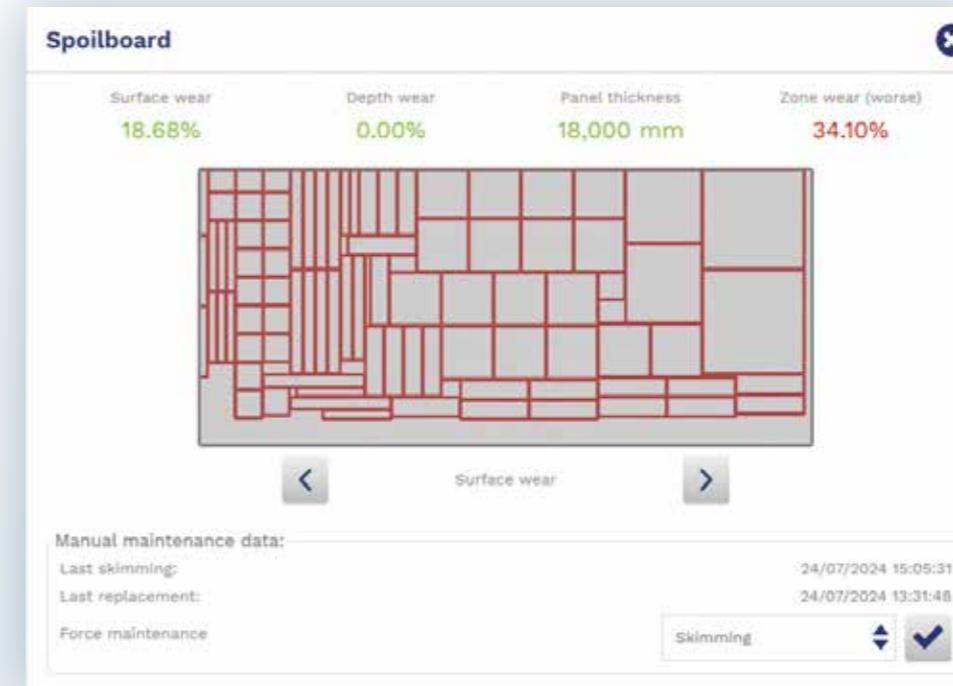 Spoilboard
Surface wear
Depth wear
Panel thickness
Zone wear (worse)
18.68%
0.00%
18,000 mm
34.10%
Surface wear
Manual maintenance data:
Last skimming:
24/07/2024 15:05:31
Last replacement:
24/07/2024 13:31:48
Force maintenance
Skimming